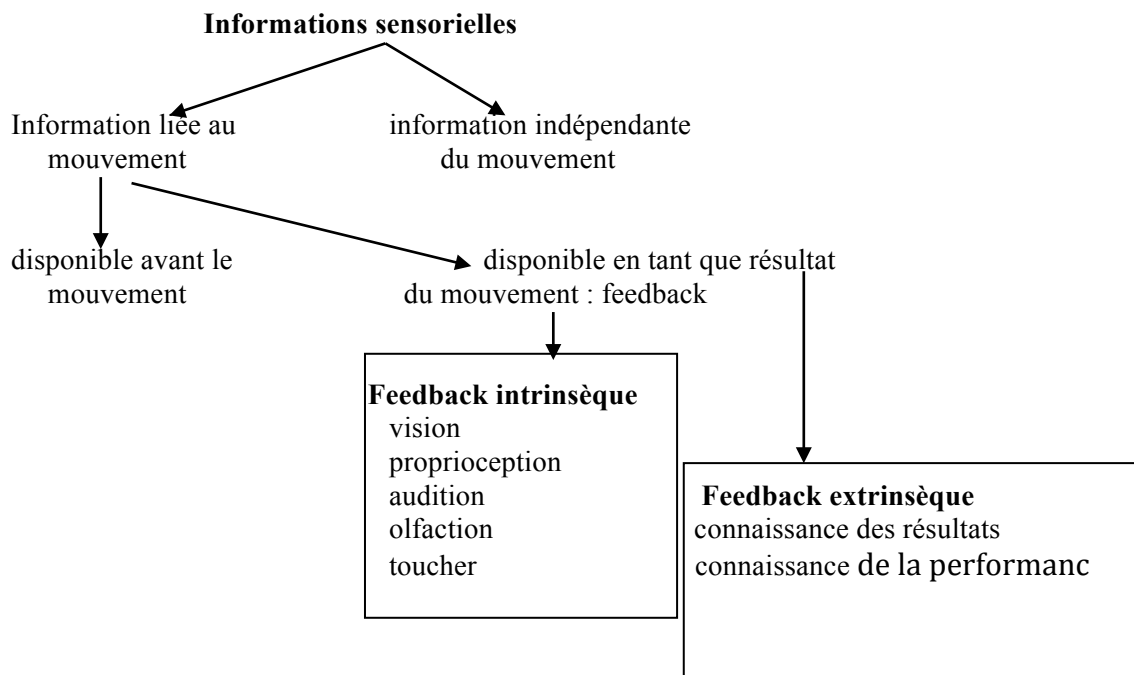 Informations sensorielles
Information liée au
mouvement
information indépendante
du mouvement
disponible avant le
mouvement
disponible en tant que résultat
du mouvement : feedback
Feedback intrinsèque
vision
proprioception
audition
olfaction
toucher
Feedback extrinsèque
connaissance des résultats
connaissance de la performanc